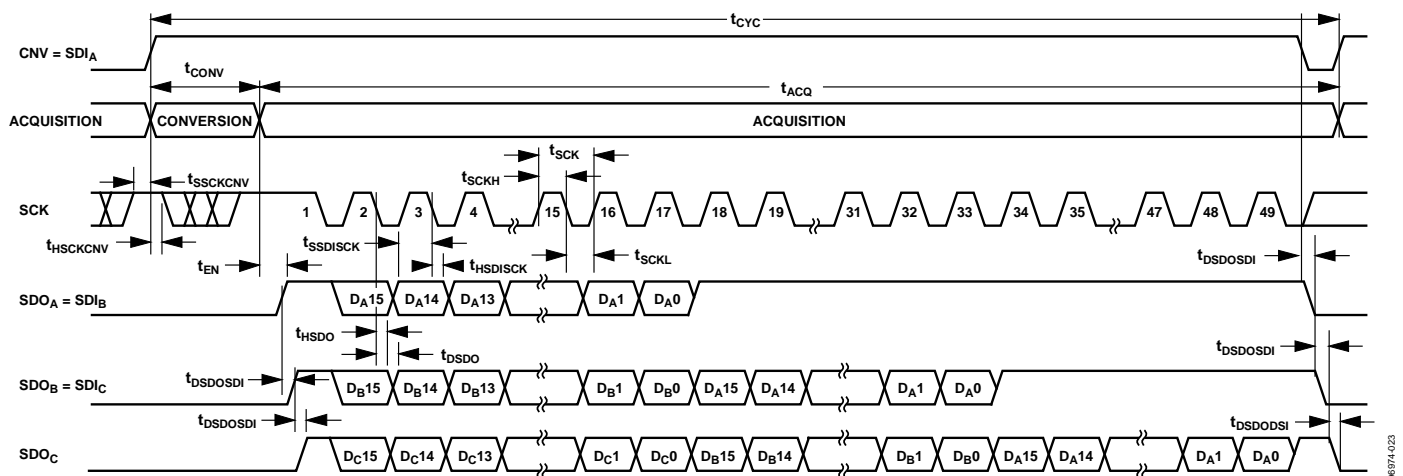 tCYC
CNV = SDIA
tCONV
tACQ
ACQUISITION CONVERSION ACQUISITION
tSCK
tSSCKCNV
tSCKH
SCK 1 2 3 4 15 16 17 18 19 31 32 33 34 35 47 48 49
tHSCKCNV
tSSDISCK
tEN
tHSDISCK
tSCKL
tDSDOSDI
SDOA = SDIB DA15 DA14 DA13 DA1 DA0
tHSDO
tDSDO
tDSDOSDI
tDSDOSDI
SDOB = SDIC DB15 DB14 DB13 DB1 DB0 DA15 DA14 DA1 DA0
tDSDOSDI
tDSDODSI
SDOC DC15 DC14 DC13 DC1 DC0 DB15 DB14 DB1 DB0 DA15 DA14 DA1 DA0
06974-023